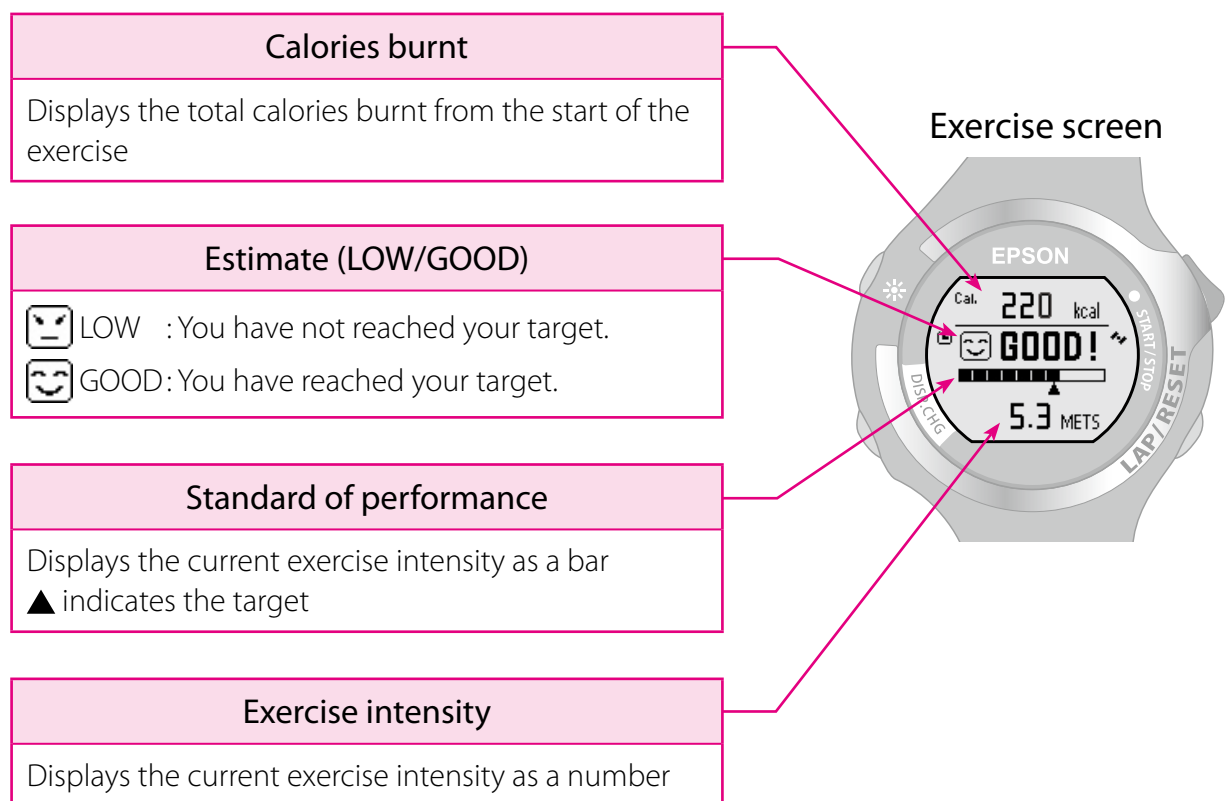 Calories burnt
Displays the total calories burnt from the start of the
exercise
Exercise screen
Estimate (LOW/GOOD)
LOW : You have not reached your target.
GOOD : You have reached your target.
Standard of performance
Displays the current exercise intensity as a bar
▲ indicates the target
Exercise intensity
Displays the current exercise intensity as a number
EPSON
Cal. 220 kcal
GOOD!
5.3 METS
START/STOP
LAP/RESET
DISP.CHG